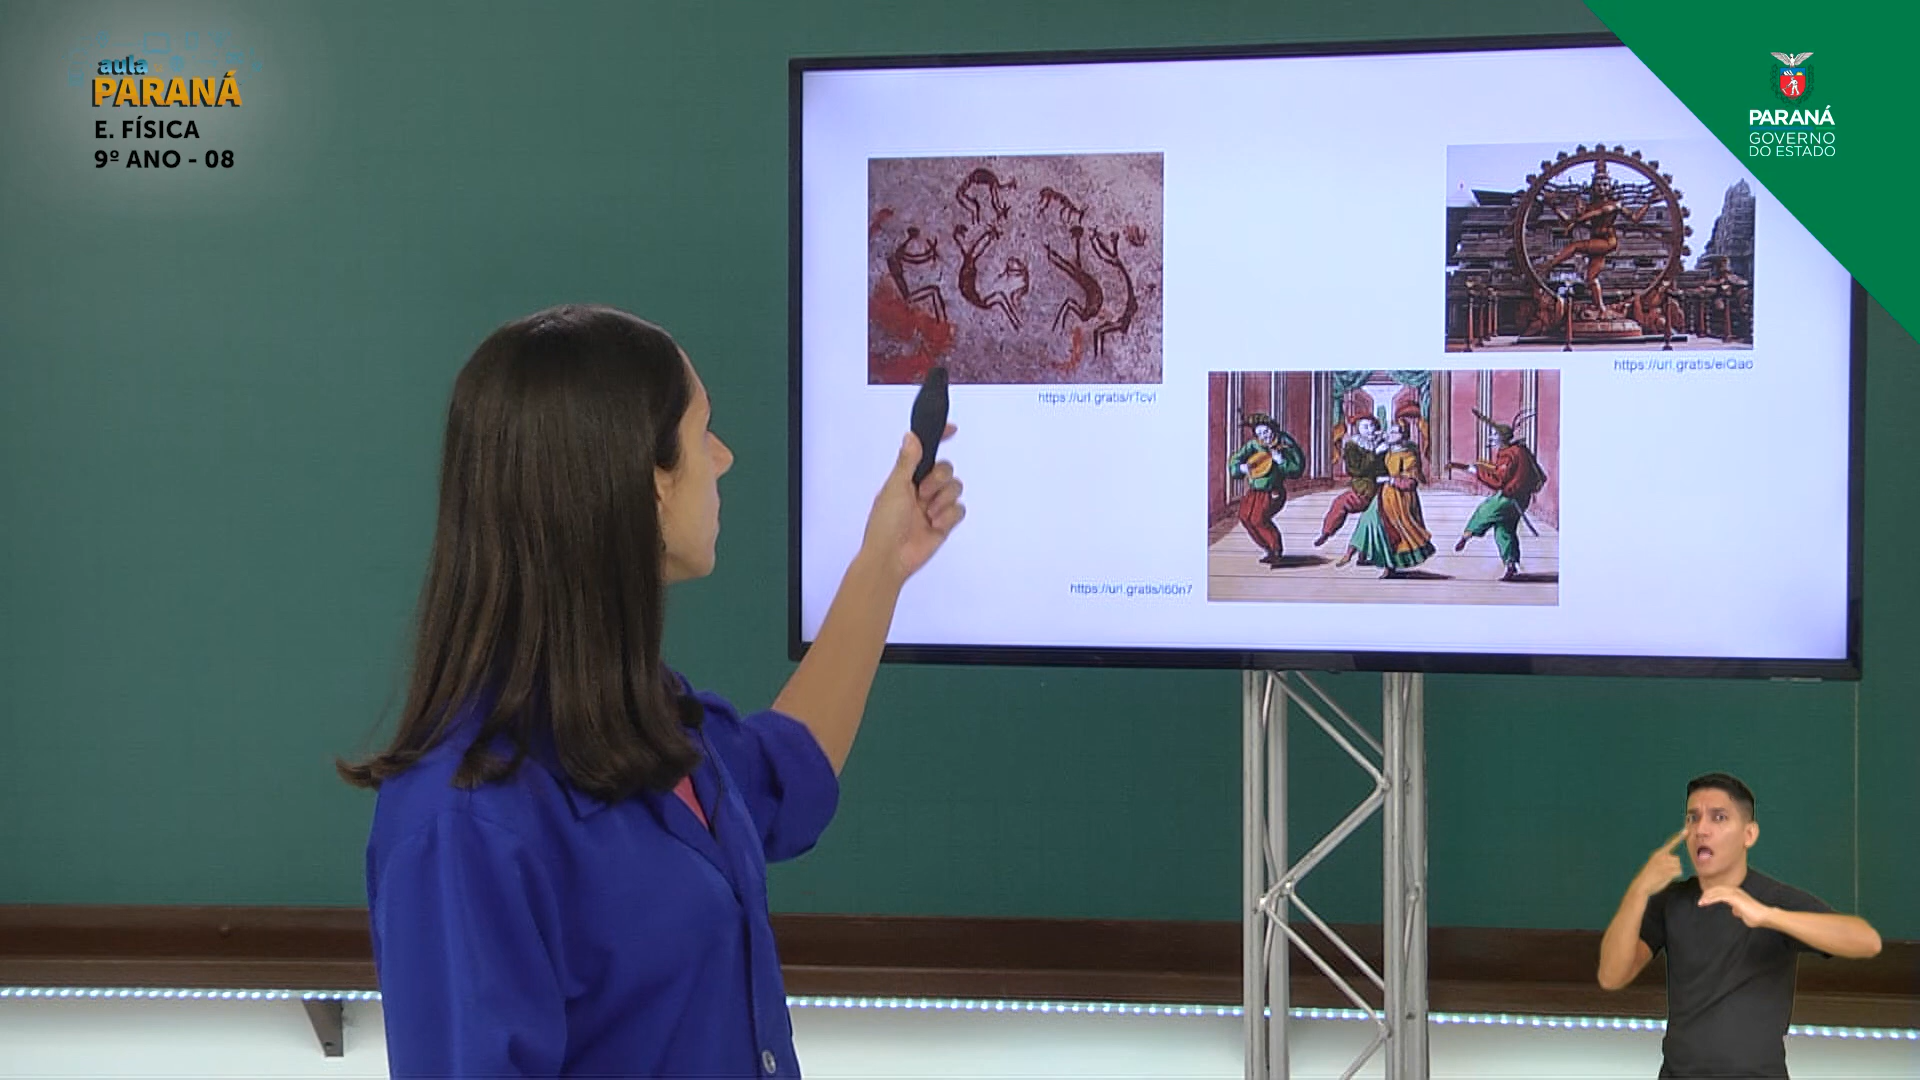 aula
PARANÁ
E. FÍSICA
9º ANO - 08
PARANÁ
GOVERNO
DO ESTADO
https://url.gratis/rTcvl
https://url.gratis/eiQao
https://url.gratis/i60n7